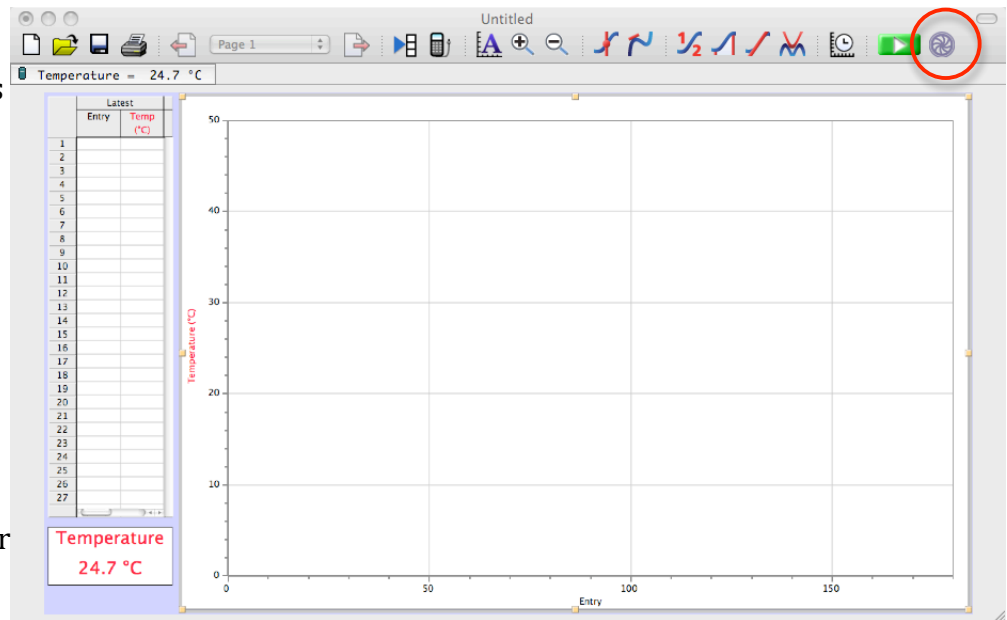 Untitled
Page 1
A
½
Temperature = 24.7 °C
s
Latest
Entry Temp
(°C)
1
2
3
4
5
6
7
8
9
10
11
12
13
14
15
16
17
18
19
20
21
22
23
24
25
26
27
r
Temperature
24.7 °C
50
40
30
20
10
0
Temperature (°C)
0 50 100 150
Entry